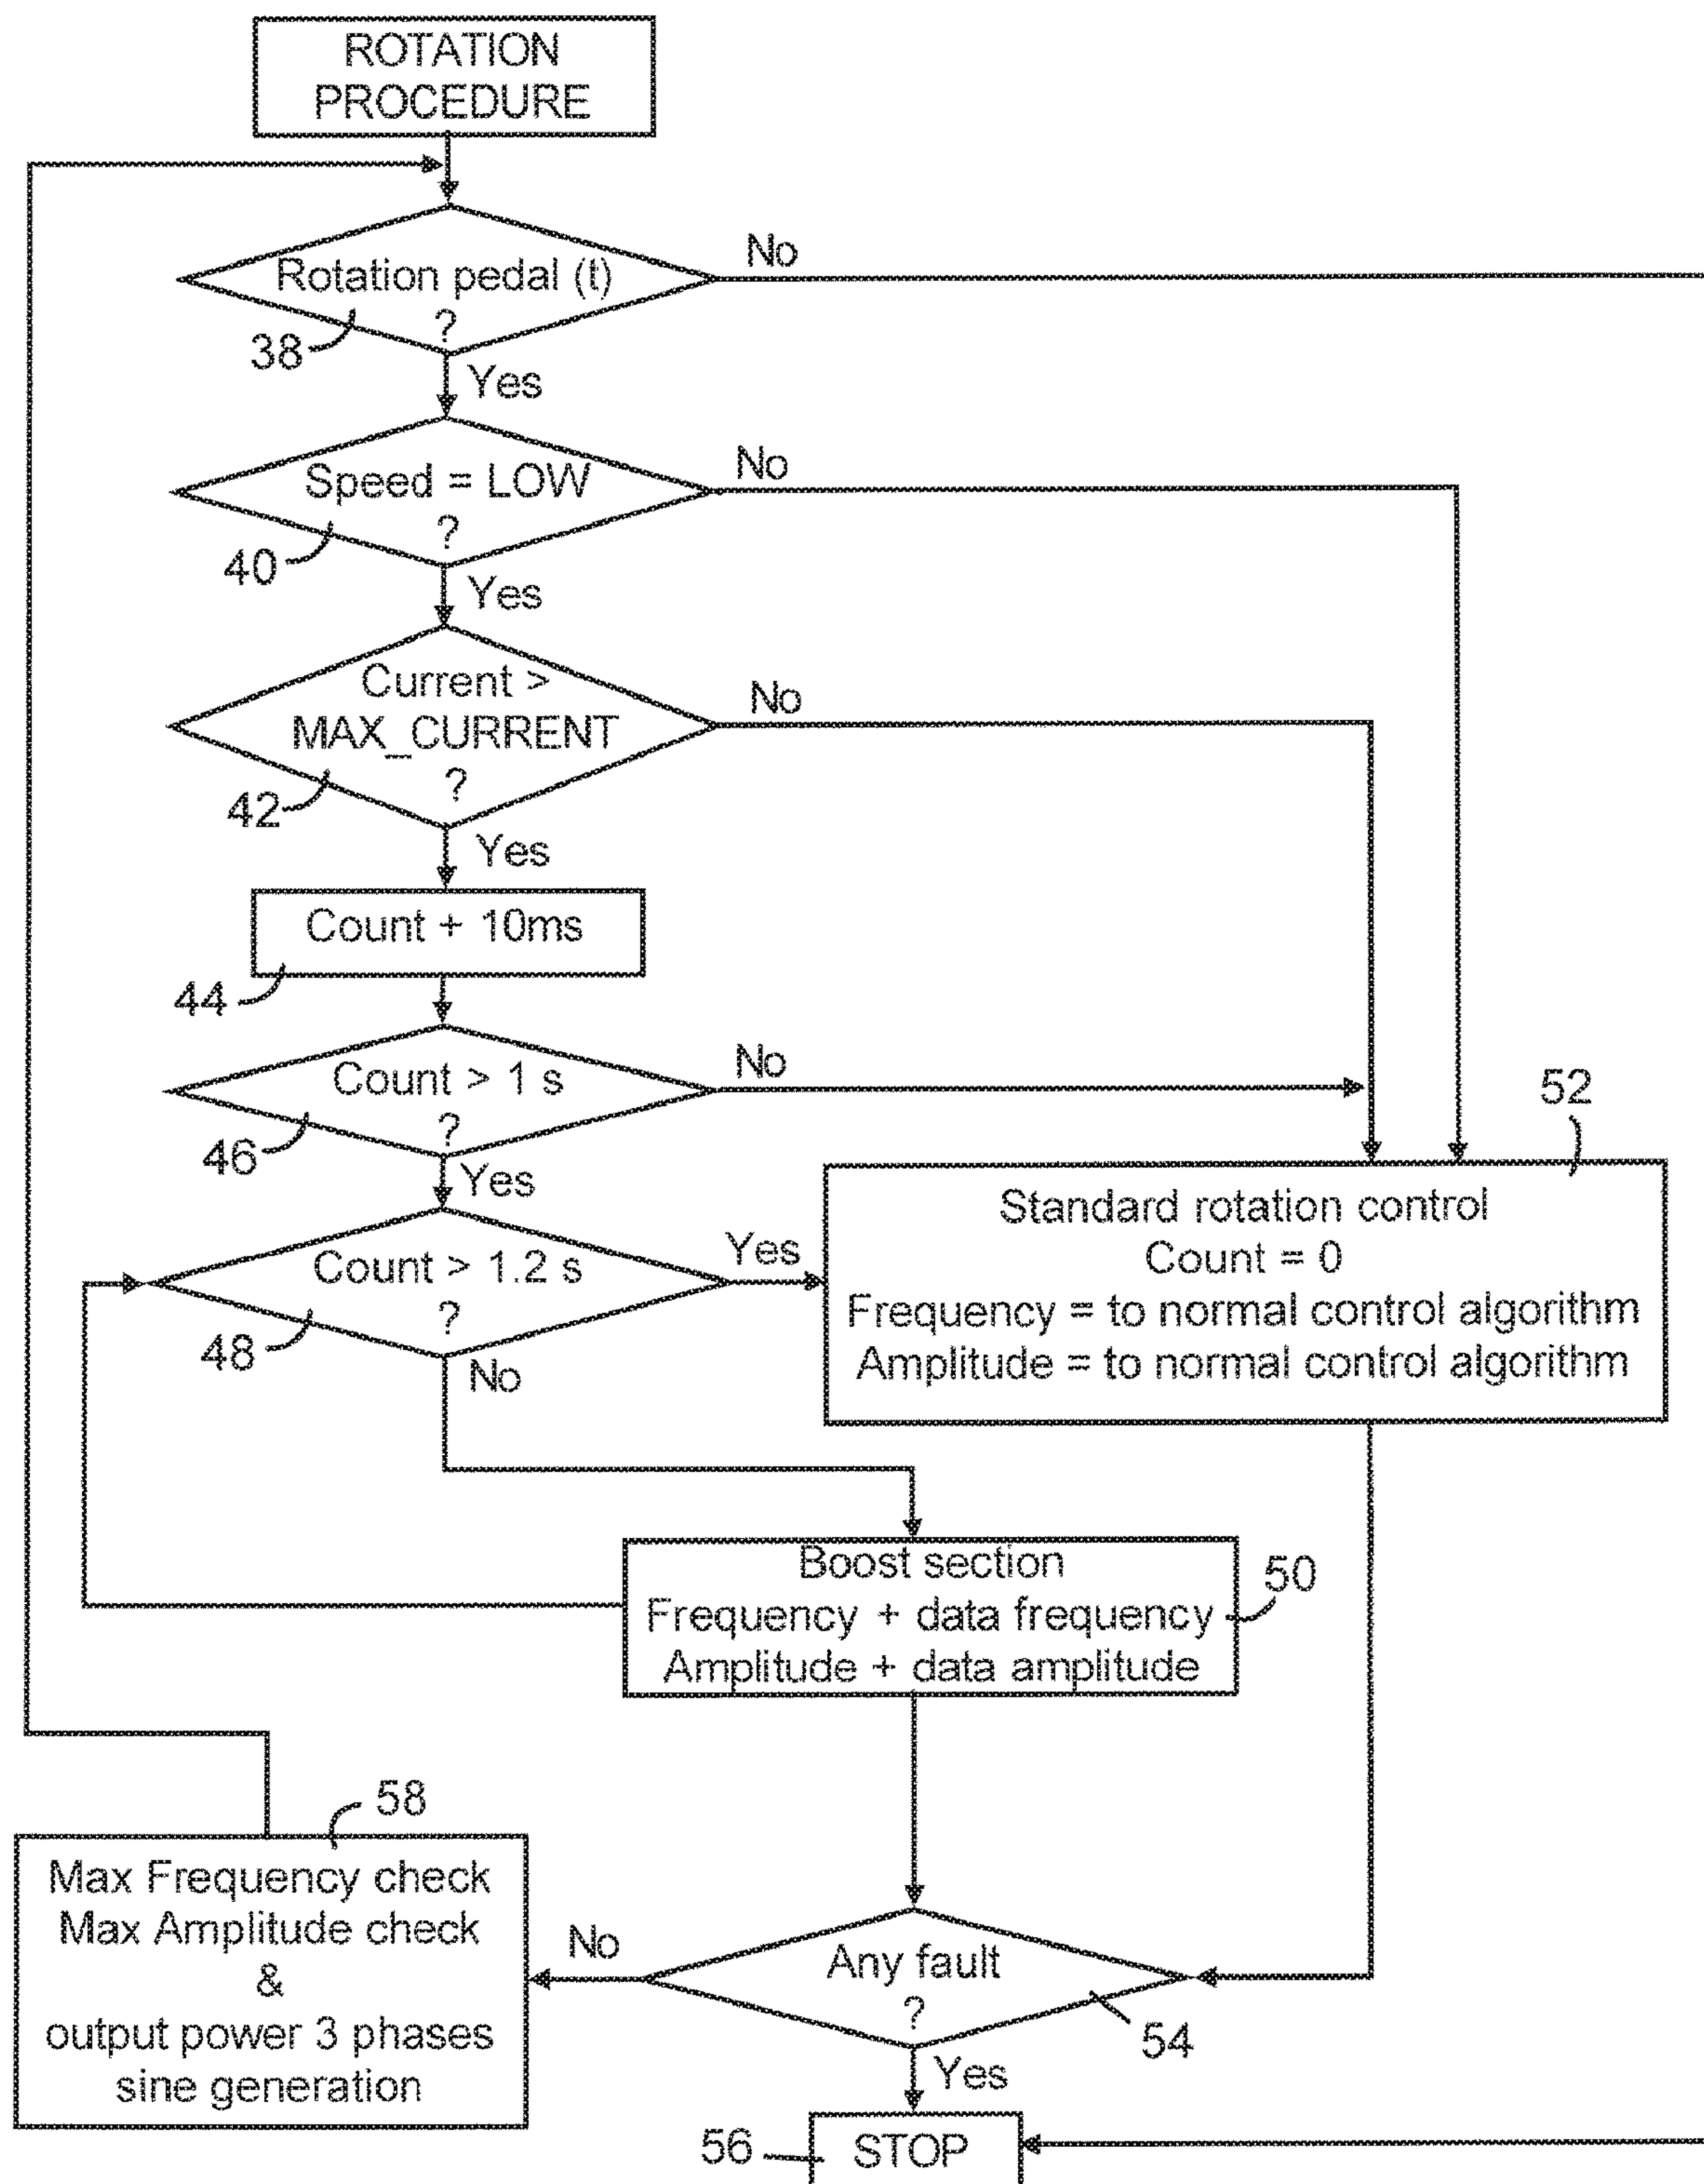 ROTATION
PROCEDURE
Rotation pedal (t)
?
38
No
Yes
Speed = LOW
?
40
No
Yes
Current >
MAX_CURRENT
?
42
No
Yes
Count + 10ms
44
Count > 1 s
?
46
No
Yes
Count > 1.2 s
?
48
Yes
No
52
Standard rotation control
Count = 0
Frequency = to normal control algorithm
Amplitude = to normal control algorithm
Boost section
Frequency + data frequency
Amplitude + data amplitude
50
58
Max Frequency check
Max Amplitude check
&
output power 3 phases
sine generation
No
Any fault
?
54
Yes
56
STOP